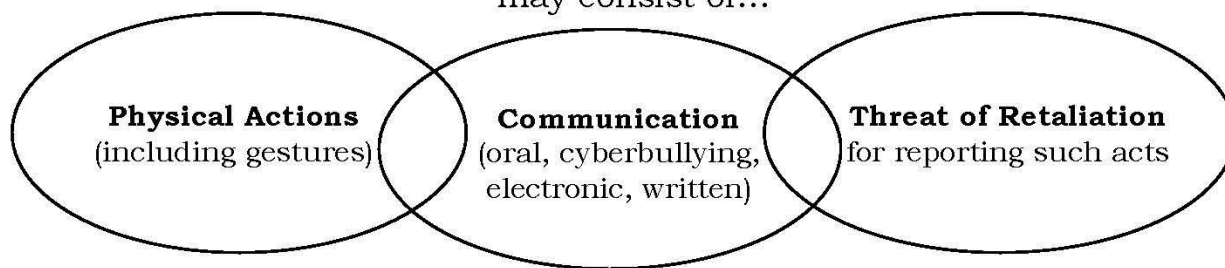 may consist of...
Physical Actions
(including gestures)
Communication
(oral, cyberbullying,
electronic, written)
Threat of Retaliation
for reporting such acts